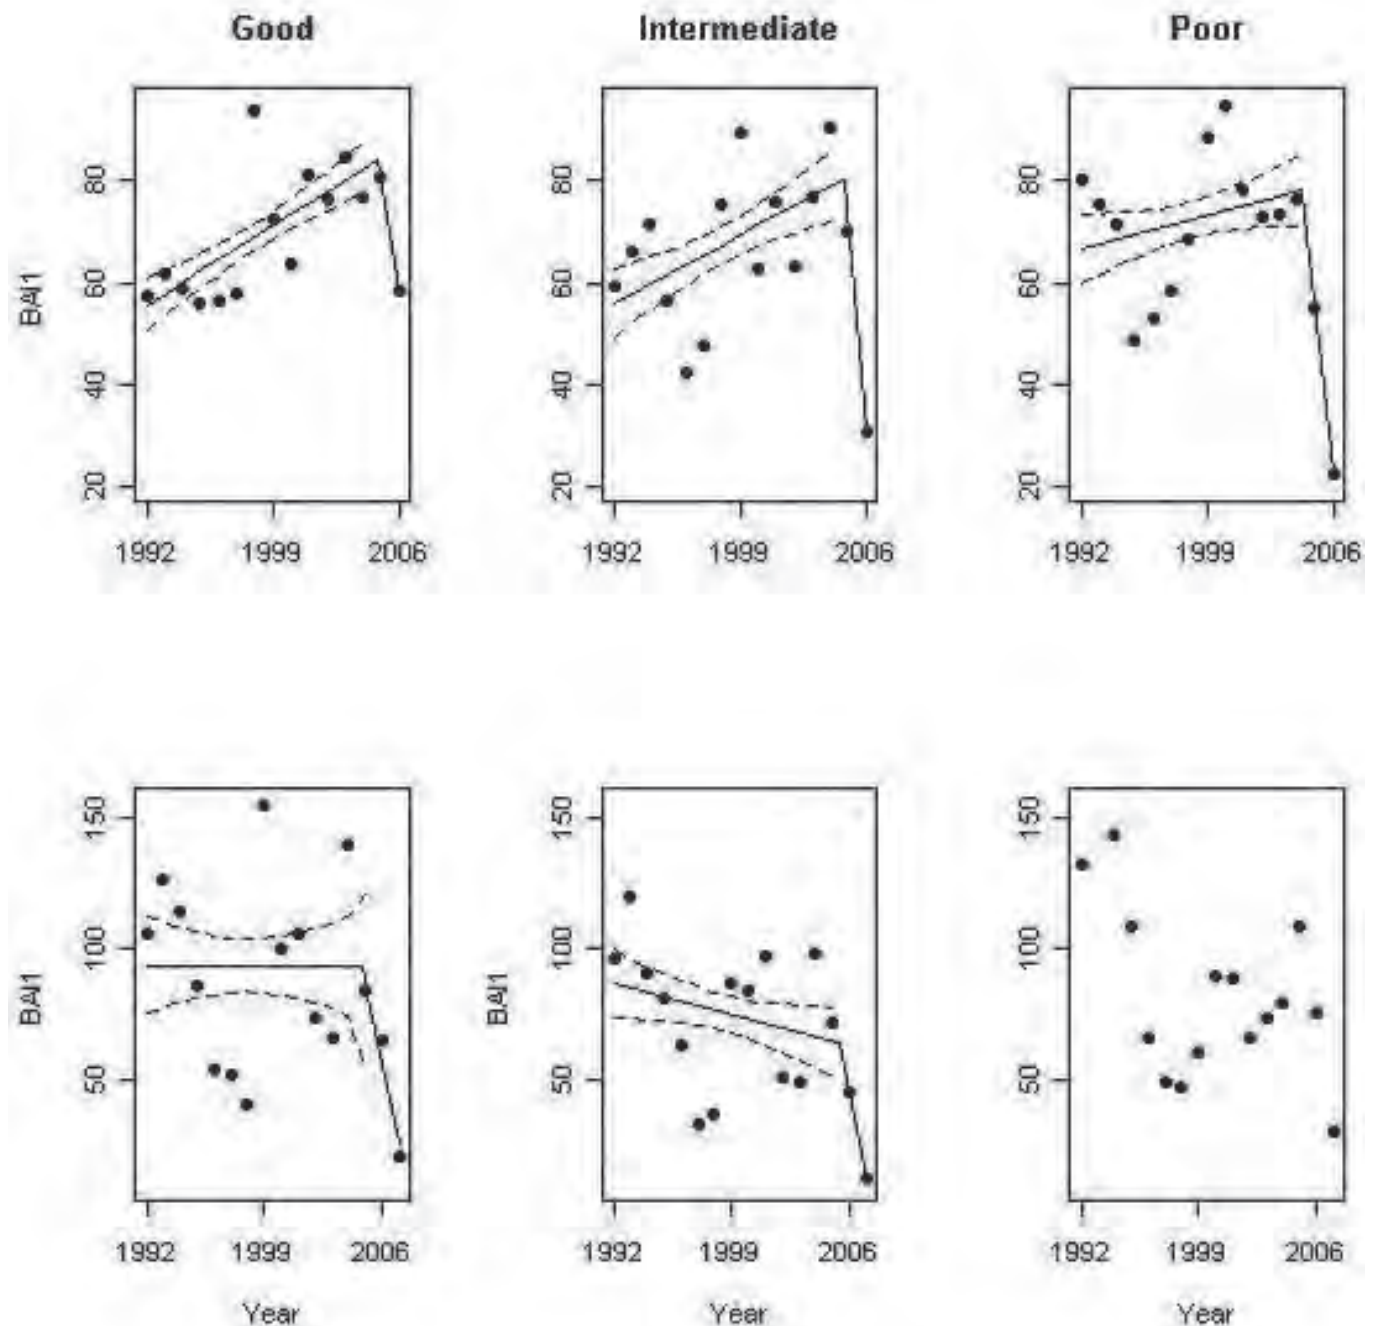 Good Intermediate Poor
BAI1
80 80 80
60 60 60
40 40 40
20 20 20
1992 1999 2006 1992 1999 2006 1992 1999 2006
150 150 150
BAI1 BAI1
100 100 100
50 50 50
1992 1999 2006 1992 1999 2006 1992 1999 2006
Year Year Year